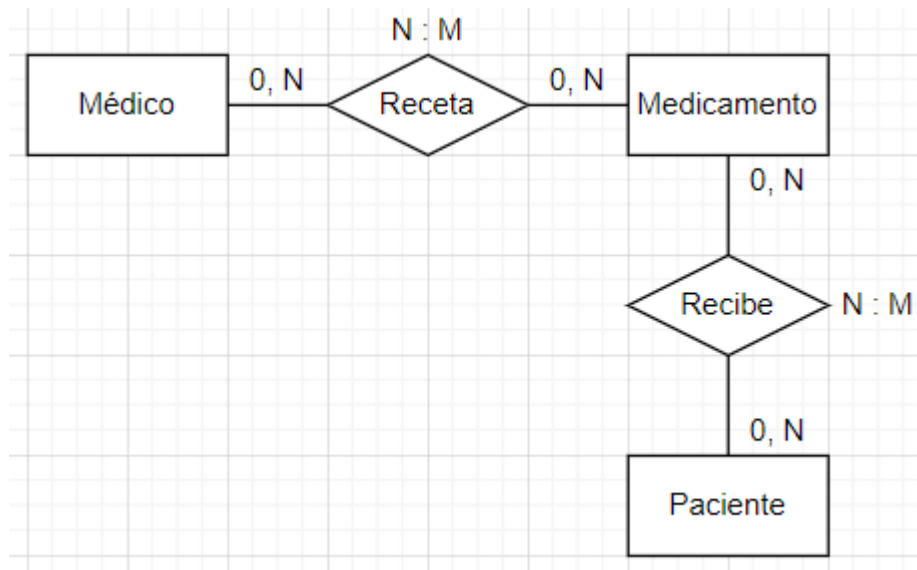 N : M
Médico
0, N
Receta
0, N
Medicamento
0, N
Recibe
N : M
0, N
Paciente